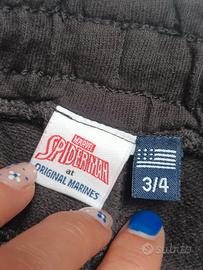 MARVEL
SPIDER-MAN
at
ORIGINAL MARINES
3/4
subito